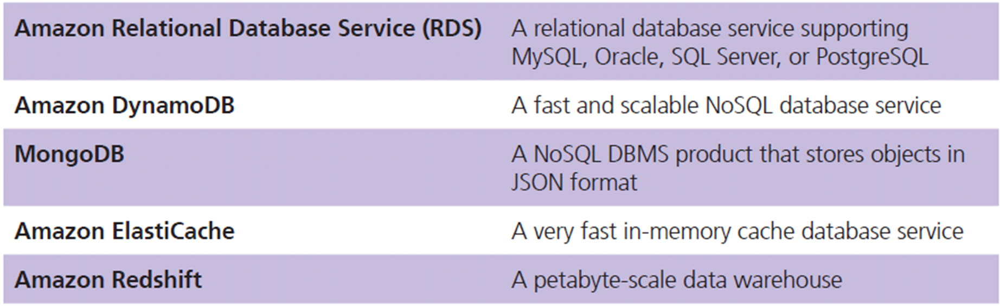 Amazon Relational Database Service (RDS)
A relational database service supporting
MySQL, Oracle, SQL Server, or PostgreSQL
Amazon DynamoDB
A fast and scalable NoSQL database service
MongoDB
A NoSQL DBMS product that stores objects in
JSON format
Amazon ElastiCache
A very fast in-memory cache database service
Amazon Redshift
A petabyte-scale data warehouse